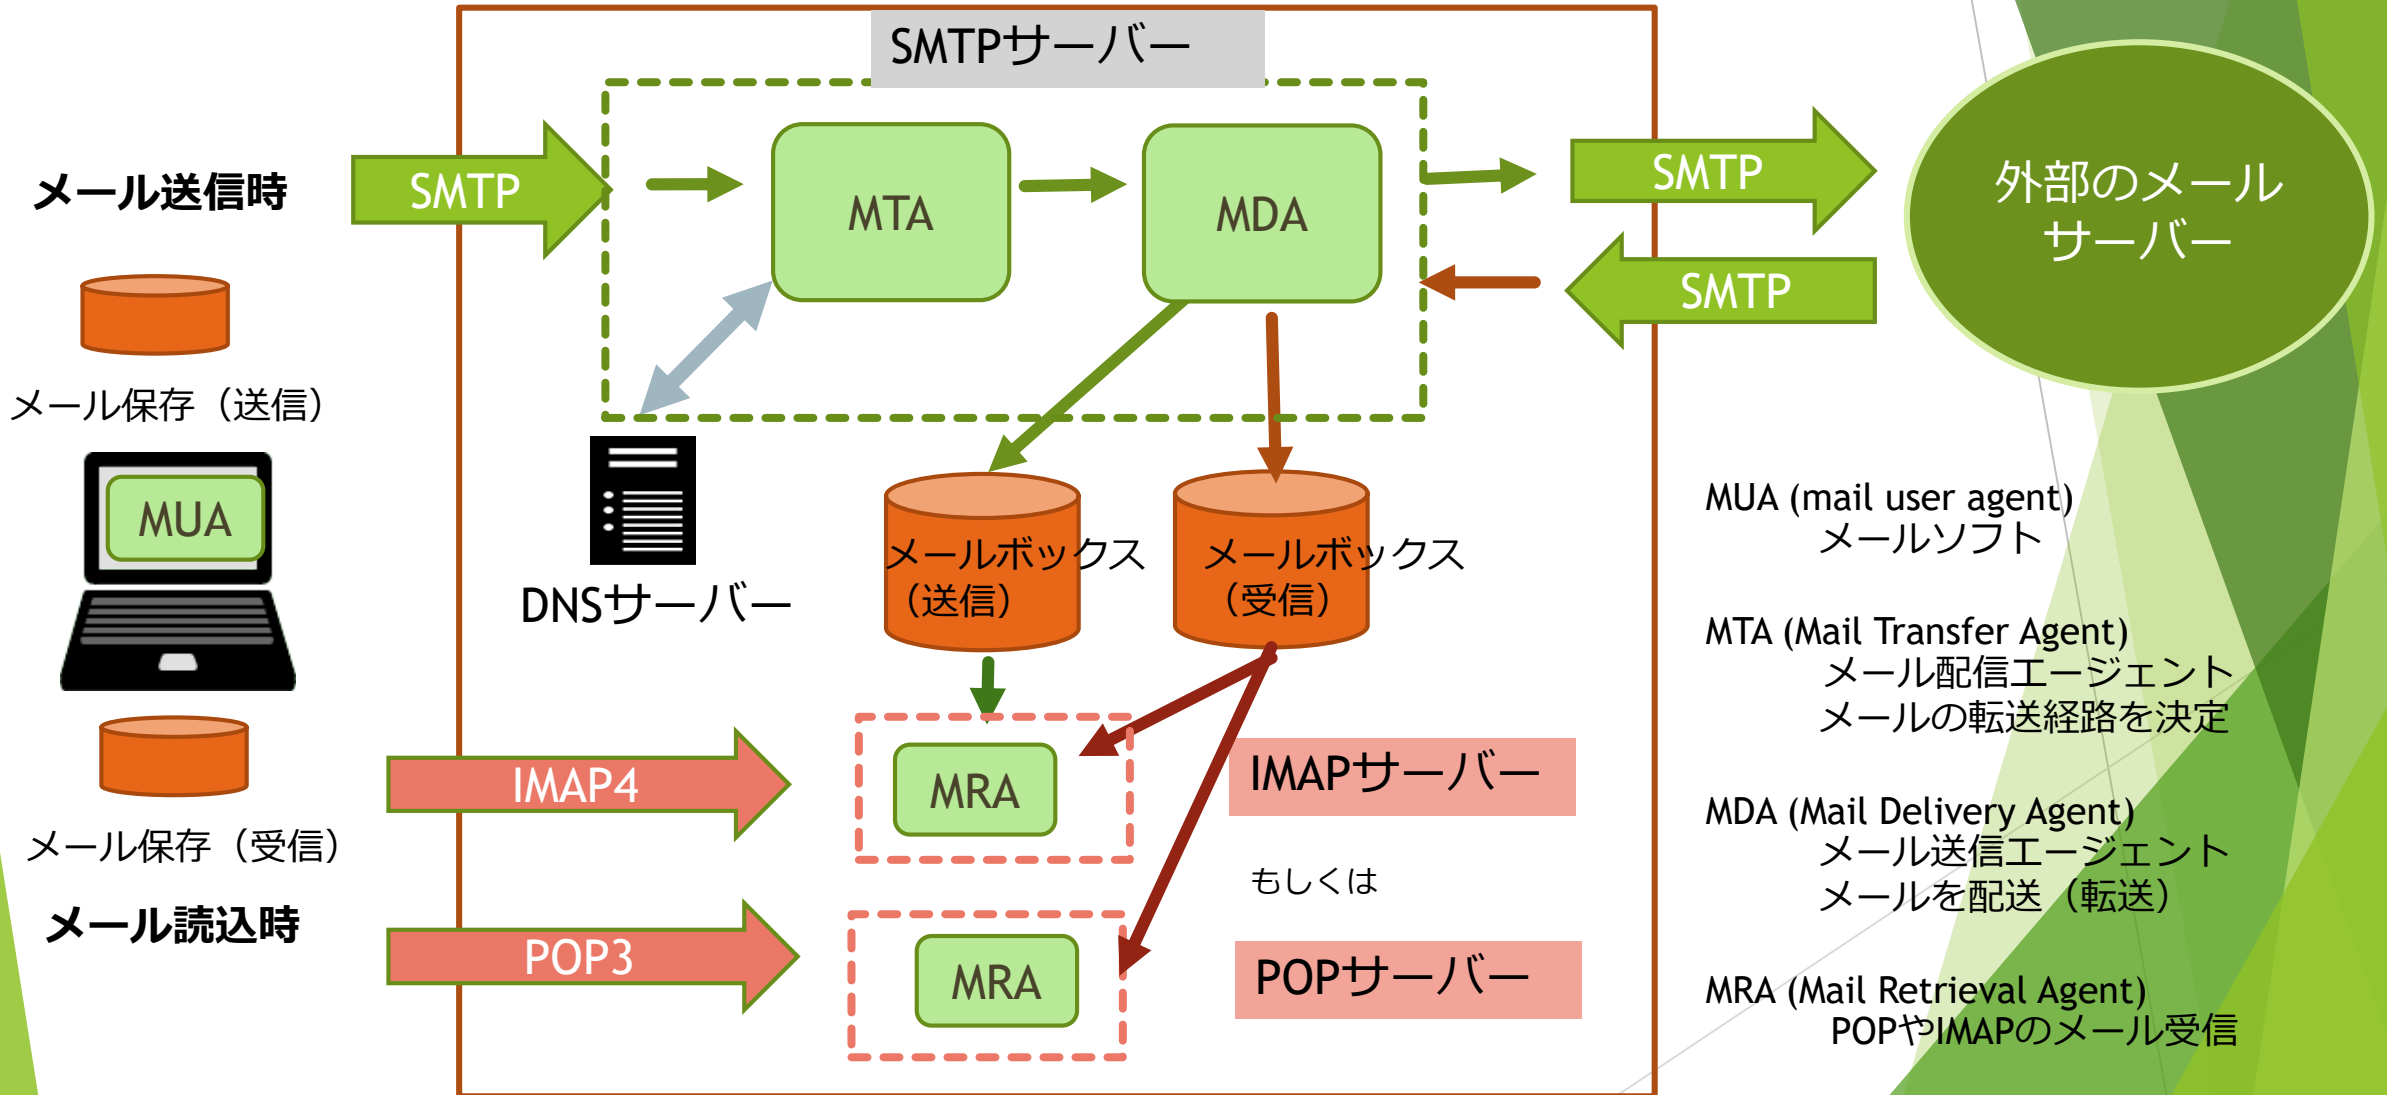 SMTPサーバー
メール送信時
SMTP
MTA
MDA
SMTP
SMTP
外部のメール
サーバー
メール保存（送信）
MUA
DNSサーバー
メールボックス
（送信）
メールボックス
（受信）
メール保存（受信）
メール読込時
IMAP4
MRA
IMAPサーバー
もしくは
POP3
MRA
POPサーバー
MUA (mail user agent)
メールソフト
MTA (Mail Transfer Agent)
メール配信エージェント
メールの転送経路を決定
MDA (Mail Delivery Agent)
メール送信エージェント
メールを配送（転送）
MRA (Mail Retrieval Agent)
POPやIMAPのメール受信